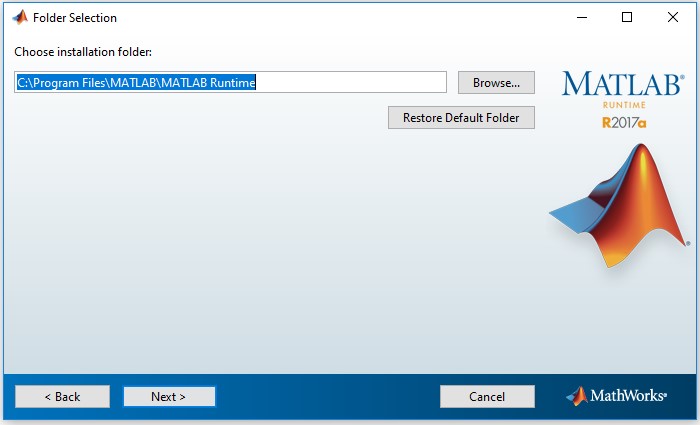 Folder Selection
Choose installation folder:
C:\Program Files\MATLAB\MATLAB Runtime
Browse...
Restore Default Folder
MATLAB®
RUNTIME
R2017a
®
< Back
Next >
Cancel
MathWorks®